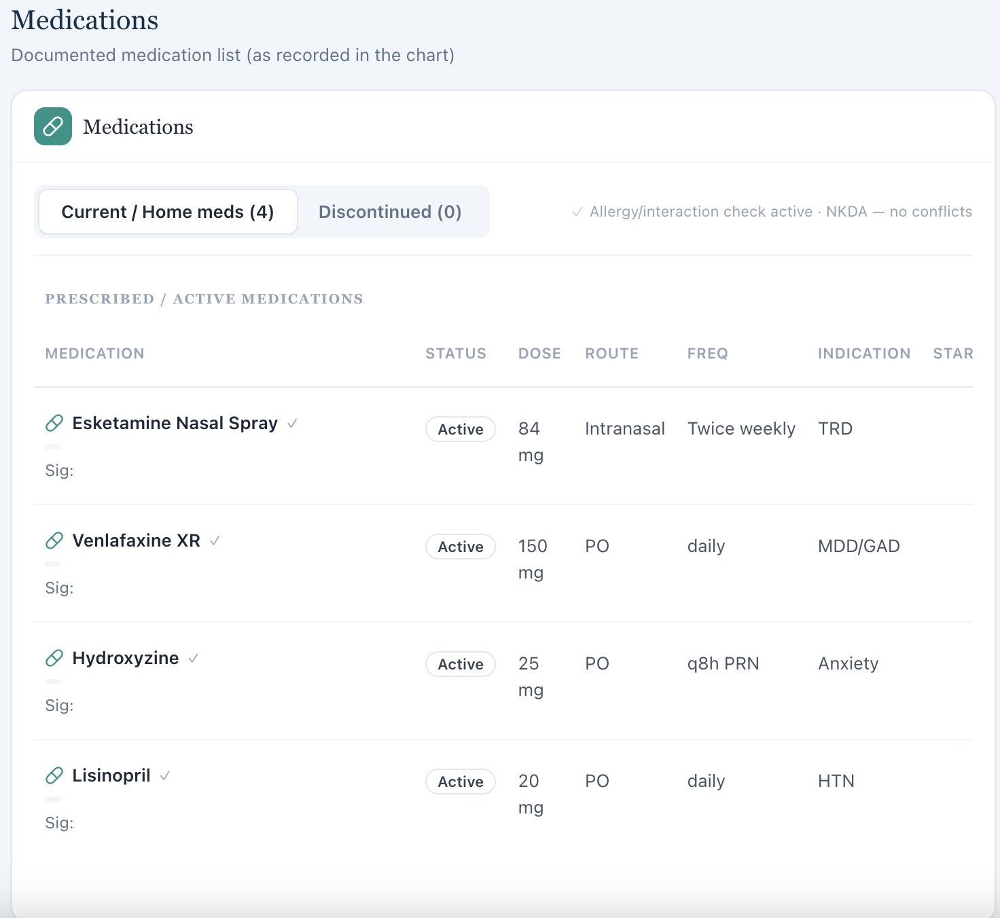 Medications
Documented medication list (as recorded in the chart)
Medications
Current / Home meds (4) Discontinued (0) ✓ Allergy/interaction check active · NKDA — no conflicts
PRESCRIBED / ACTIVE MEDICATIONS
MEDICATION STATUS DOSE ROUTE FREQ INDICATION STAR
Esketamine Nasal Spray ✓ Active 84 mg Intranasal Twice weekly TRD
Sig:
Venlafaxine XR ✓ Active 150 mg PO daily MDD/GAD
Sig:
Hydroxyzine ✓ Active 25 mg PO q8h PRN Anxiety
Sig:
Lisinopril ✓ Active 20 mg PO daily HTN
Sig: